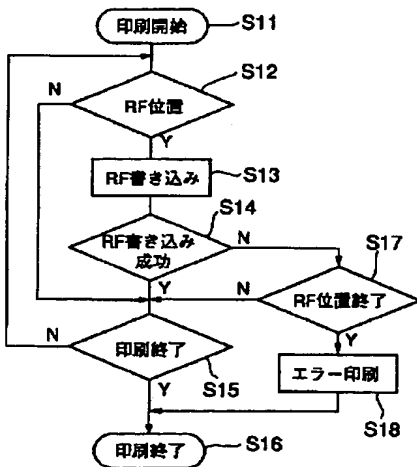 印刷開始
S11
N
S12
RF位置
Y
RF書き込み
S13
S14
RF書き込み
成功
N
S17
Y
N
RF位置終了
N
Y
印刷終了
S15
エラー印刷
Y
S18
印刷終了
S16